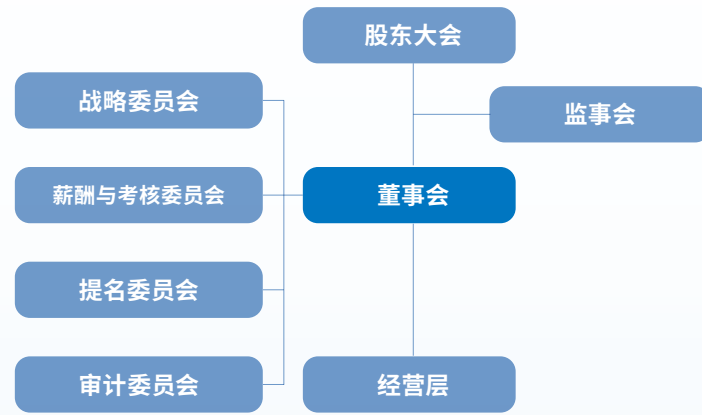 股东大会
战略委员会
监事会
薪酬与考核委员会
董事会
提名委员会
审计委员会
经营层